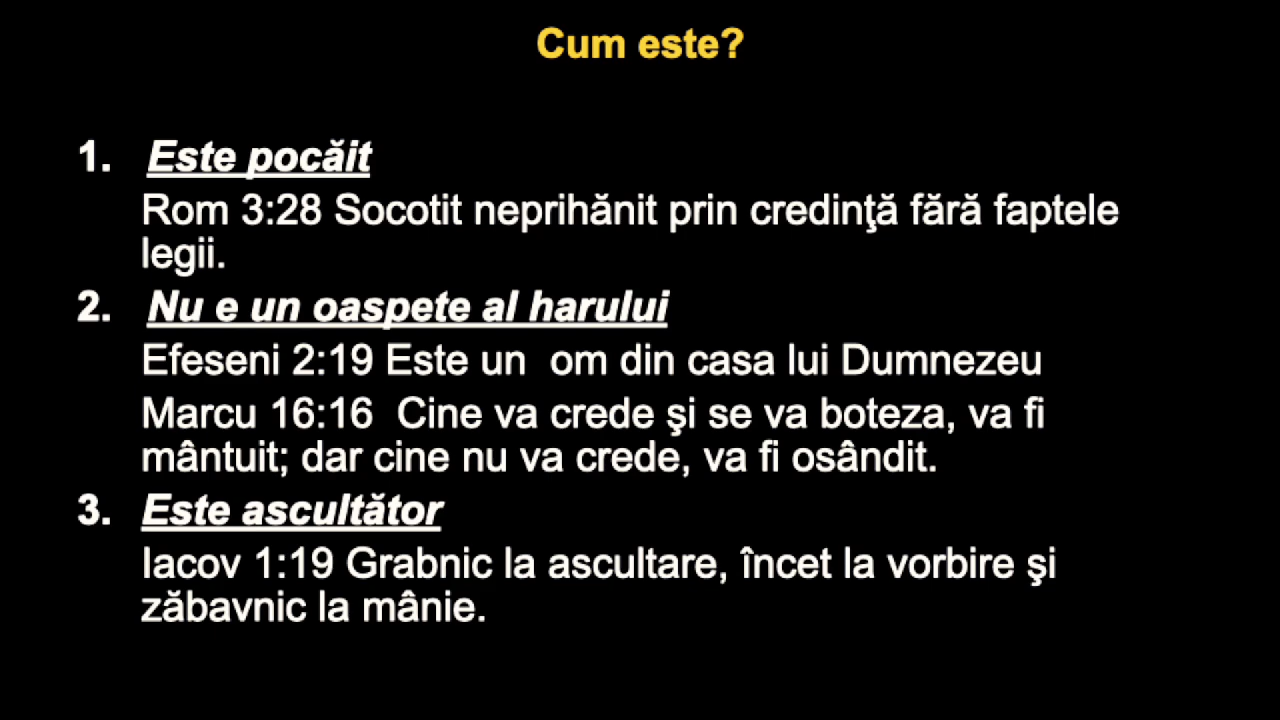 Cum este?
1. Este pocăit
Rom 3:28 Socotit neprihănit prin credinţă fără faptele
legii.
2. Nu e un oaspete al harului
Efeseni 2:19 Este un  om din casa lui Dumnezeu
Marcu 16:16  Cine va crede şi se va boteza, va fi
mântuit; dar cine nu va crede, va fi osândit.
3. Este ascultător
Iacov 1:19 Grabnic la ascultare, încet la vorbire şi
zăbavnic la mânie.